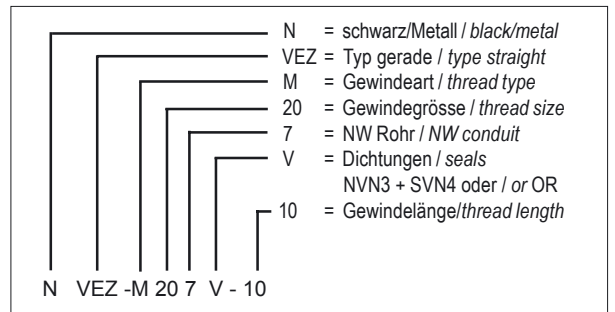 N = schwarz/Metall / black/metal
VEZ = Typ gerade / type straight
M = Gewindeart / thread type
20 = Gewindegrösse / thread size
7 = NW Rohr / NW conduit
V = Dichtungen / seals
NVN3 + SVN4 oder / or OR
10 = Gewindelänge/thread length
N VEZ -M 20 7 V - 10